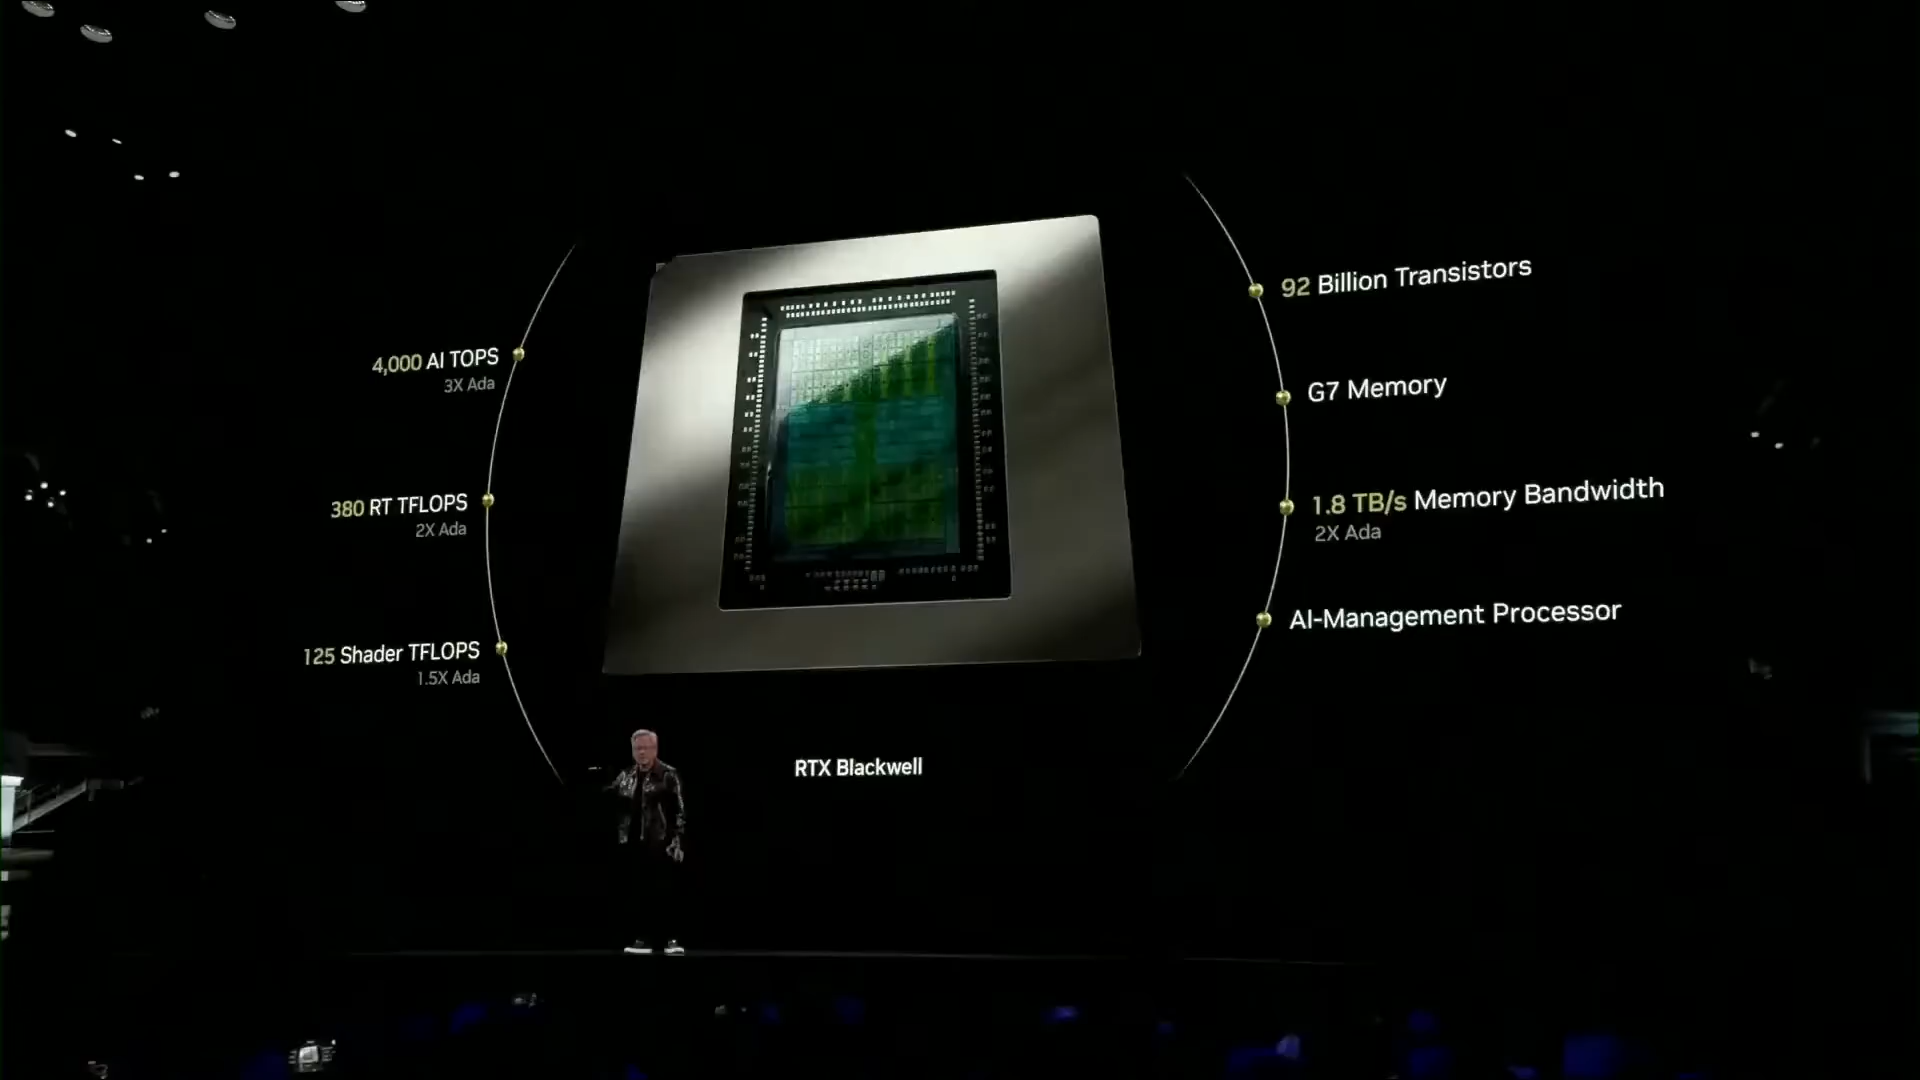 4,000 AI TOPS
3X Ada
380 RT TFLOPS
2X Ada
125 Shader TFLOPS
1.5X Ada
92 Billion Transistors
G7 Memory
1.8 TB/s Memory Bandwidth
2X Ada
AI-Management Processor
RTX Blackwell